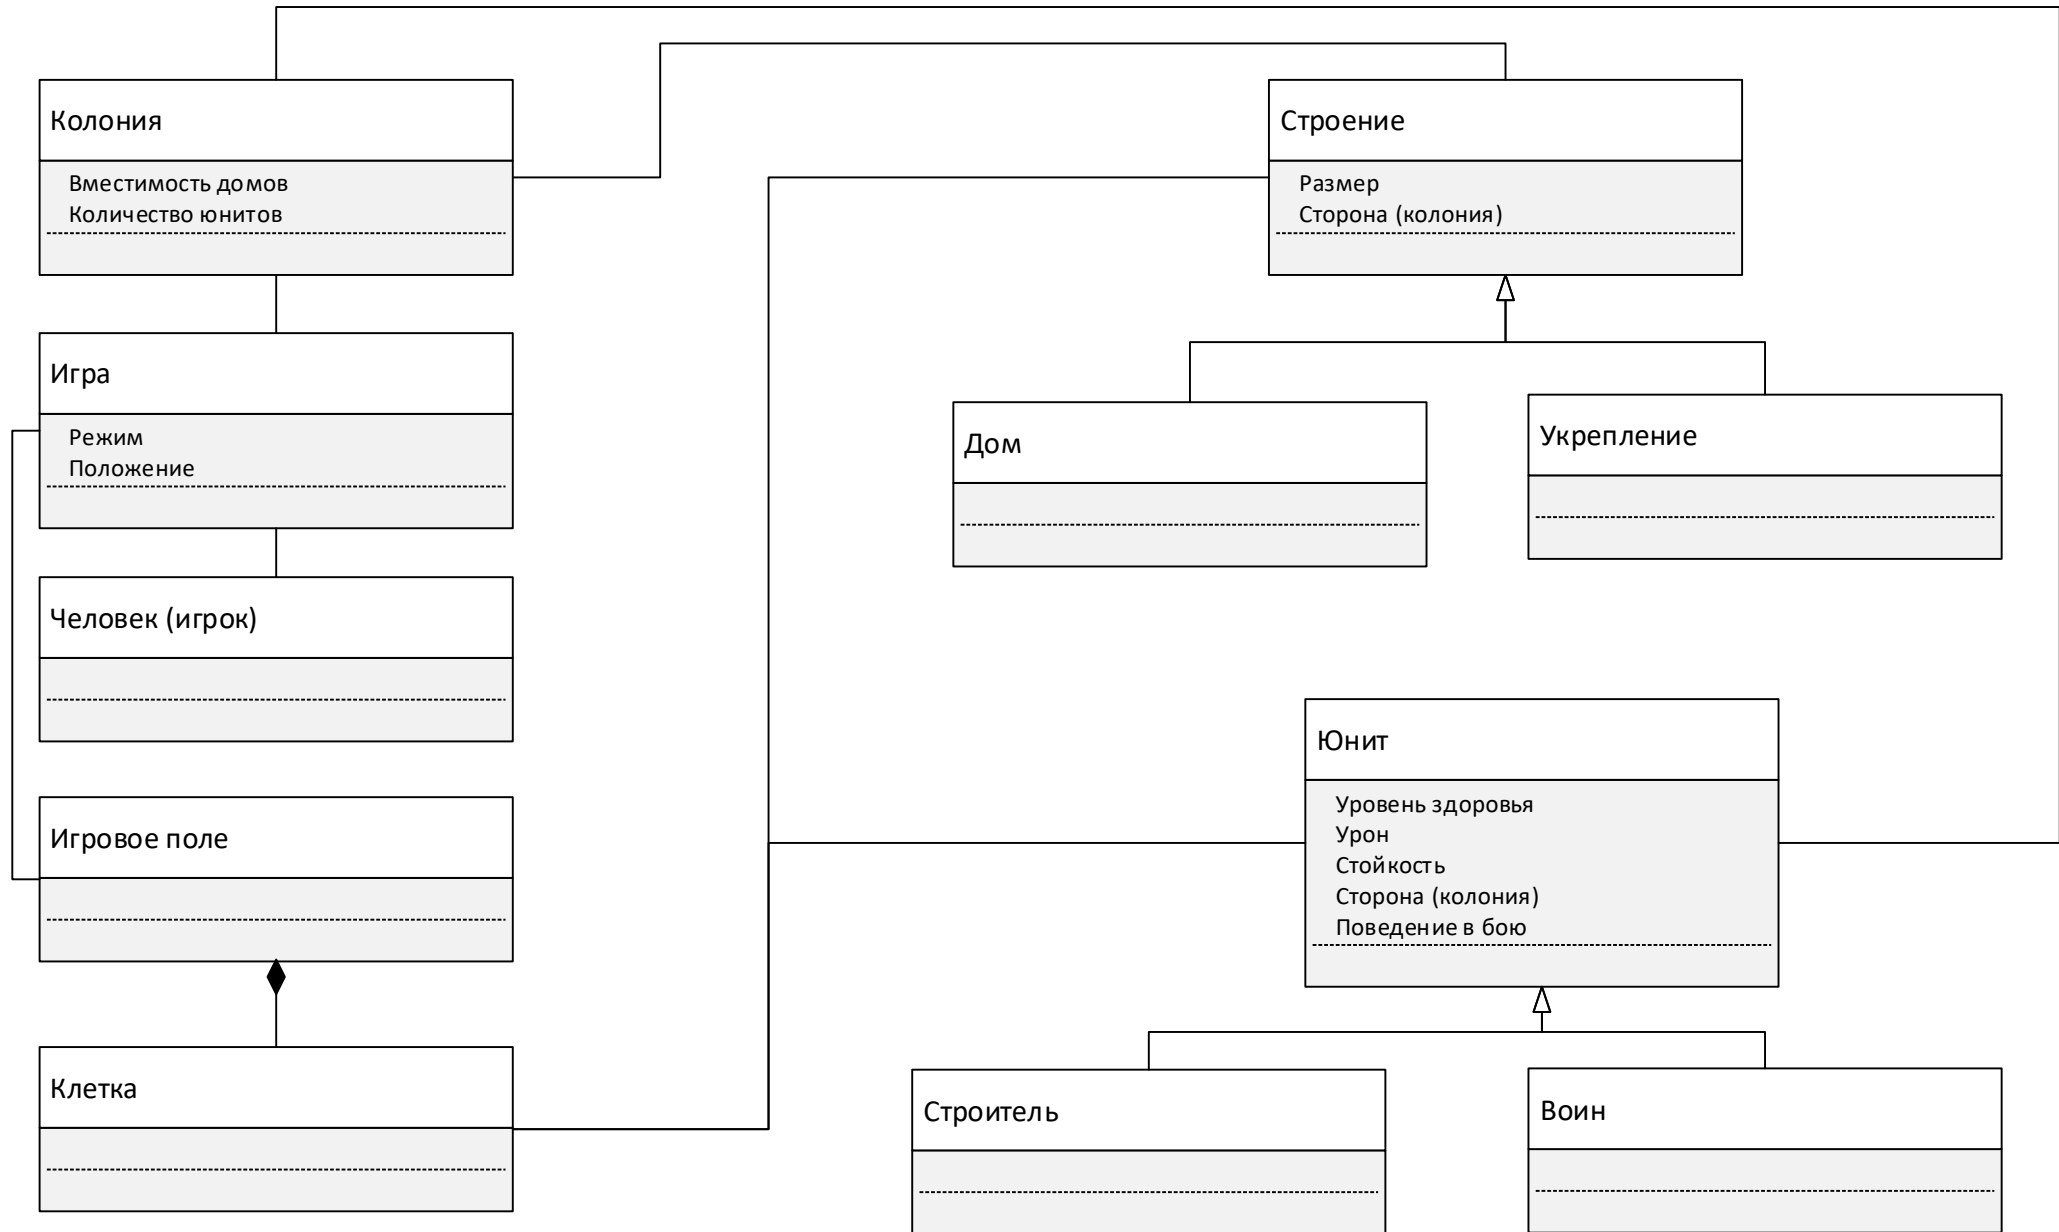 Колония
Вместимость домов
Количество юнитов
Строение
Размер
Сторона (колония)
Игра
Режим
Положение
Дом
Укрепление
Человек (игрок)
Юнит
Уровень здоровья
Урон
Стойкость
Сторона (колония)
Поведение в бою
Игровое поле
Клетка
Строитель
Воин